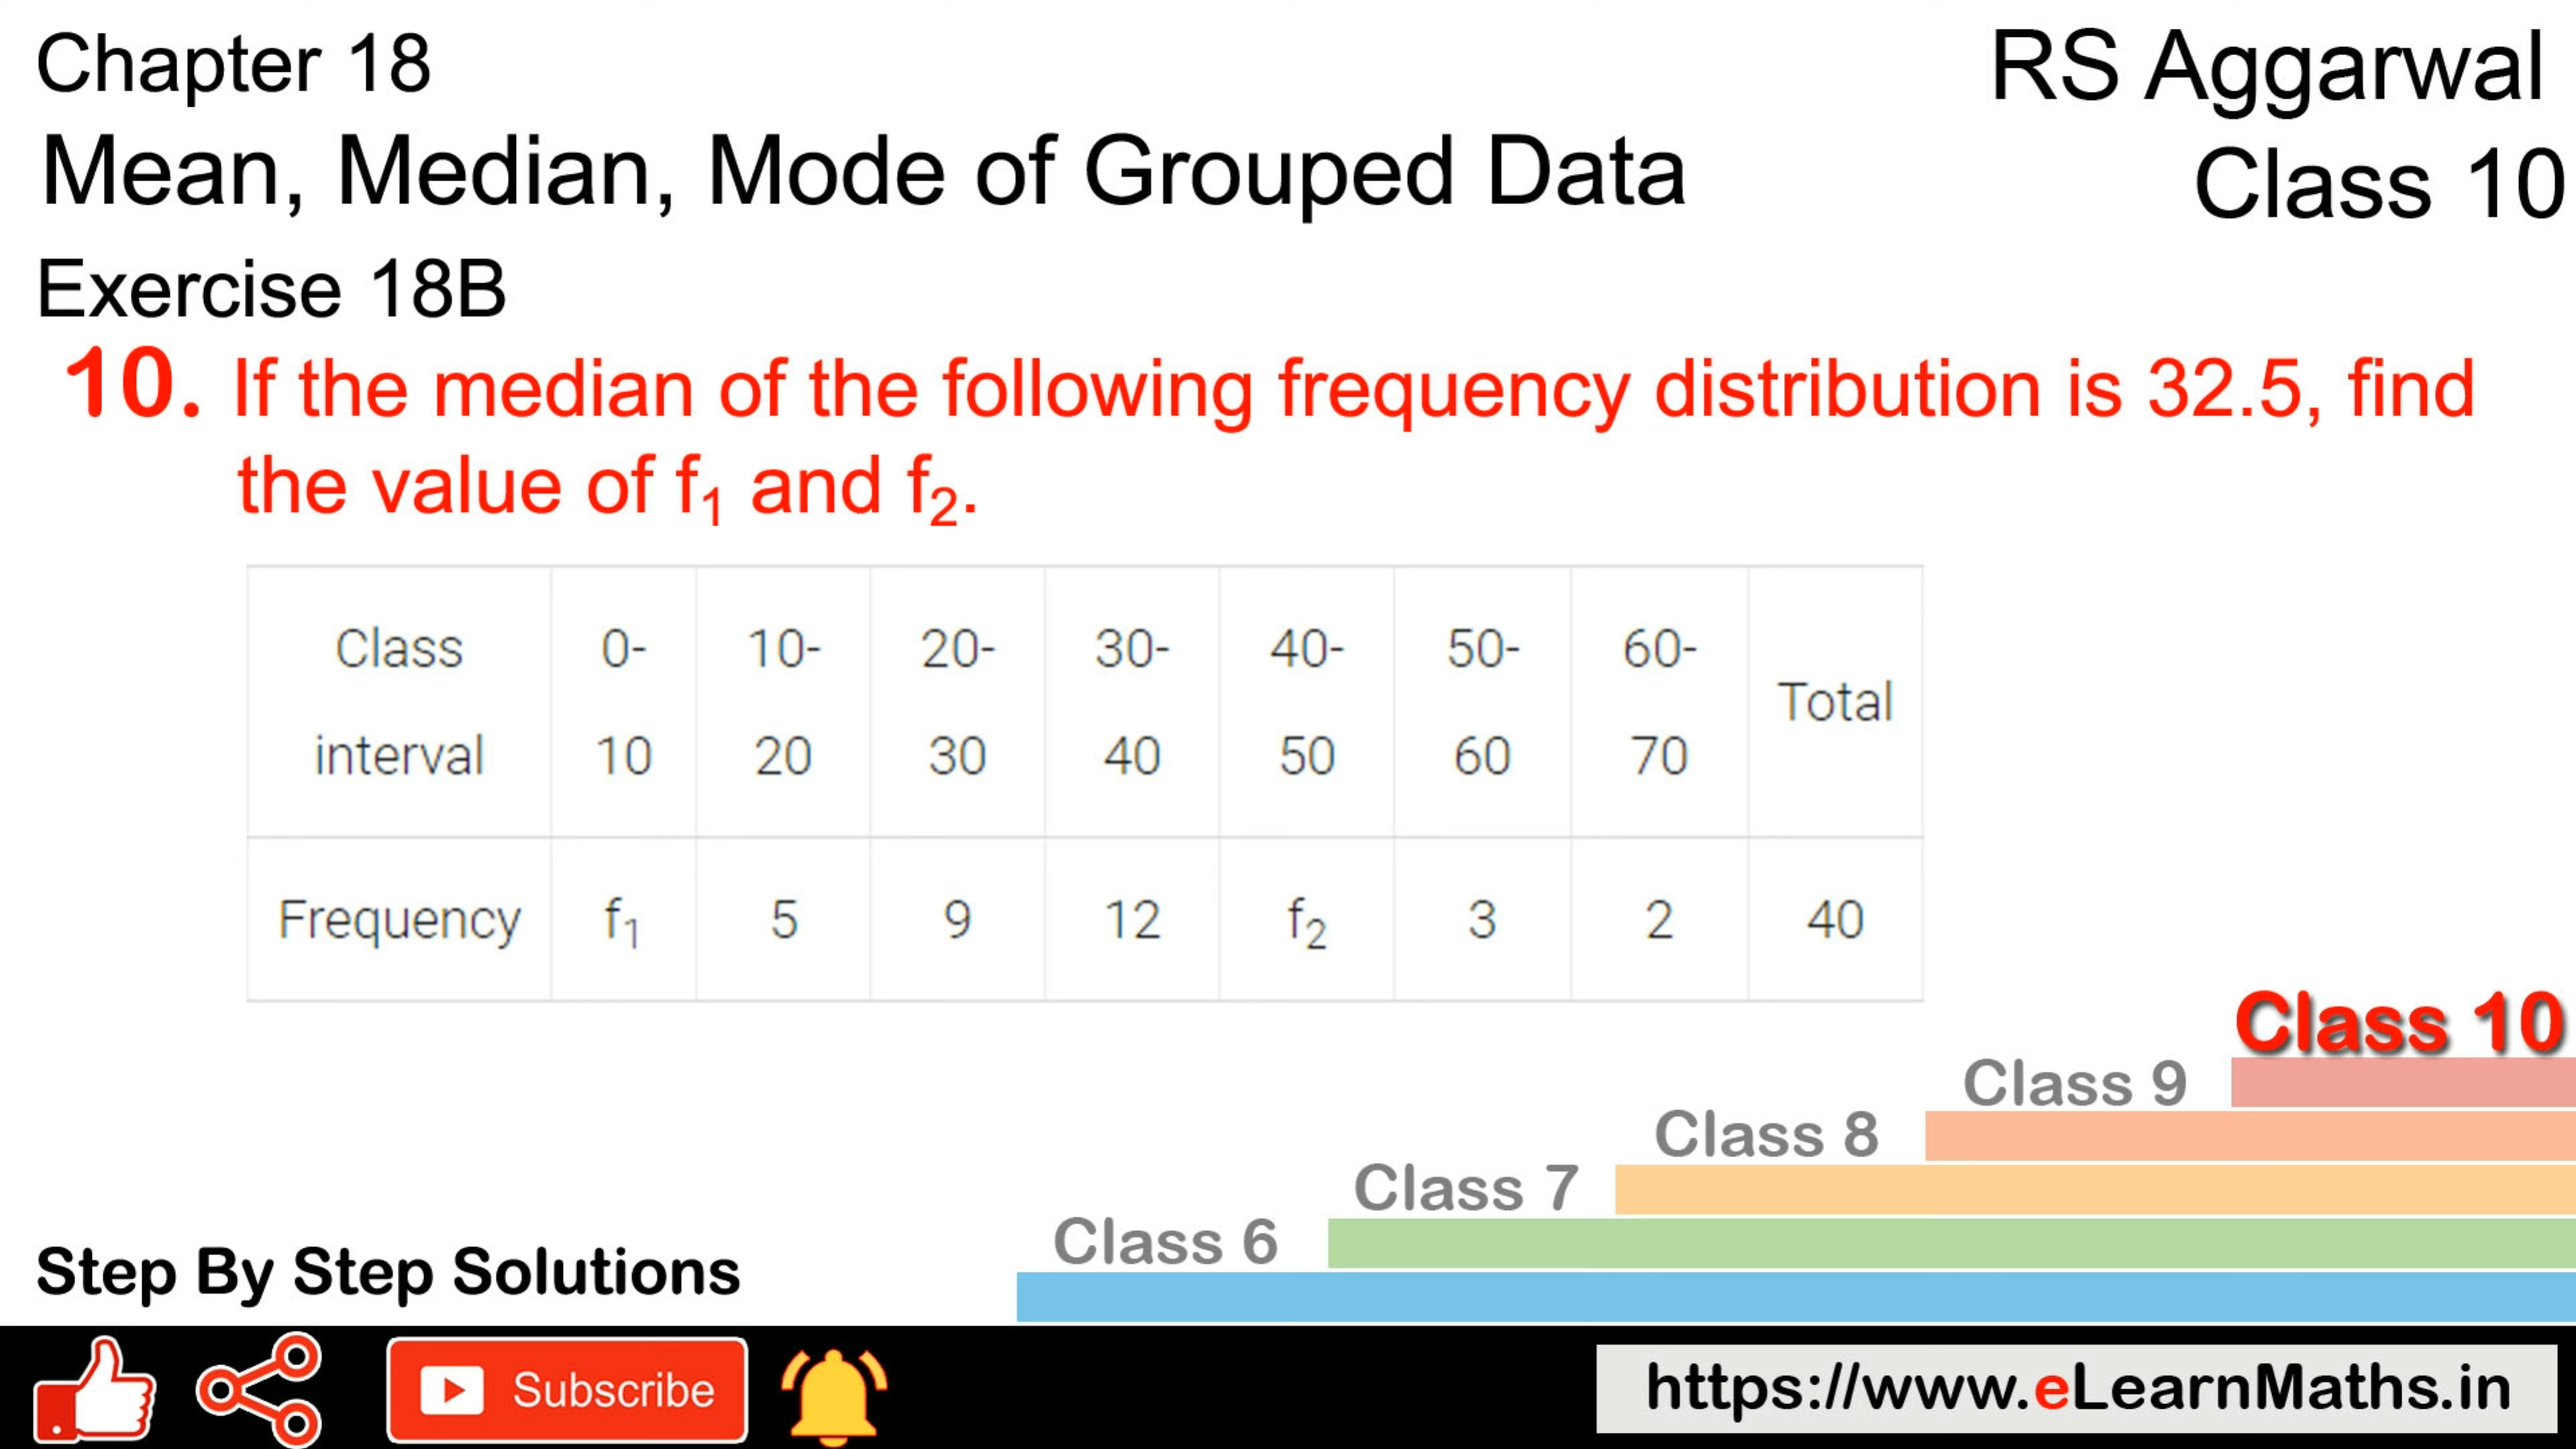 Chapter 18
RS Aggarwal
Mean, Median, Mode of Grouped Data
Class 10
Exercise 18B
10. If the median of the following frequency distribution is 32.5, find
the value of f₁ and f₂.
Class interval 0-10 10-20 20-30 30-40 40-50 50-60 60-70 Total
Frequency f₁ 5 9 12 f₂ 3 2 40
Class 10
Class 9
Class 8
Class 7
Class 6
Step By Step Solutions
Subscribe
https://www.eLearnMaths.in